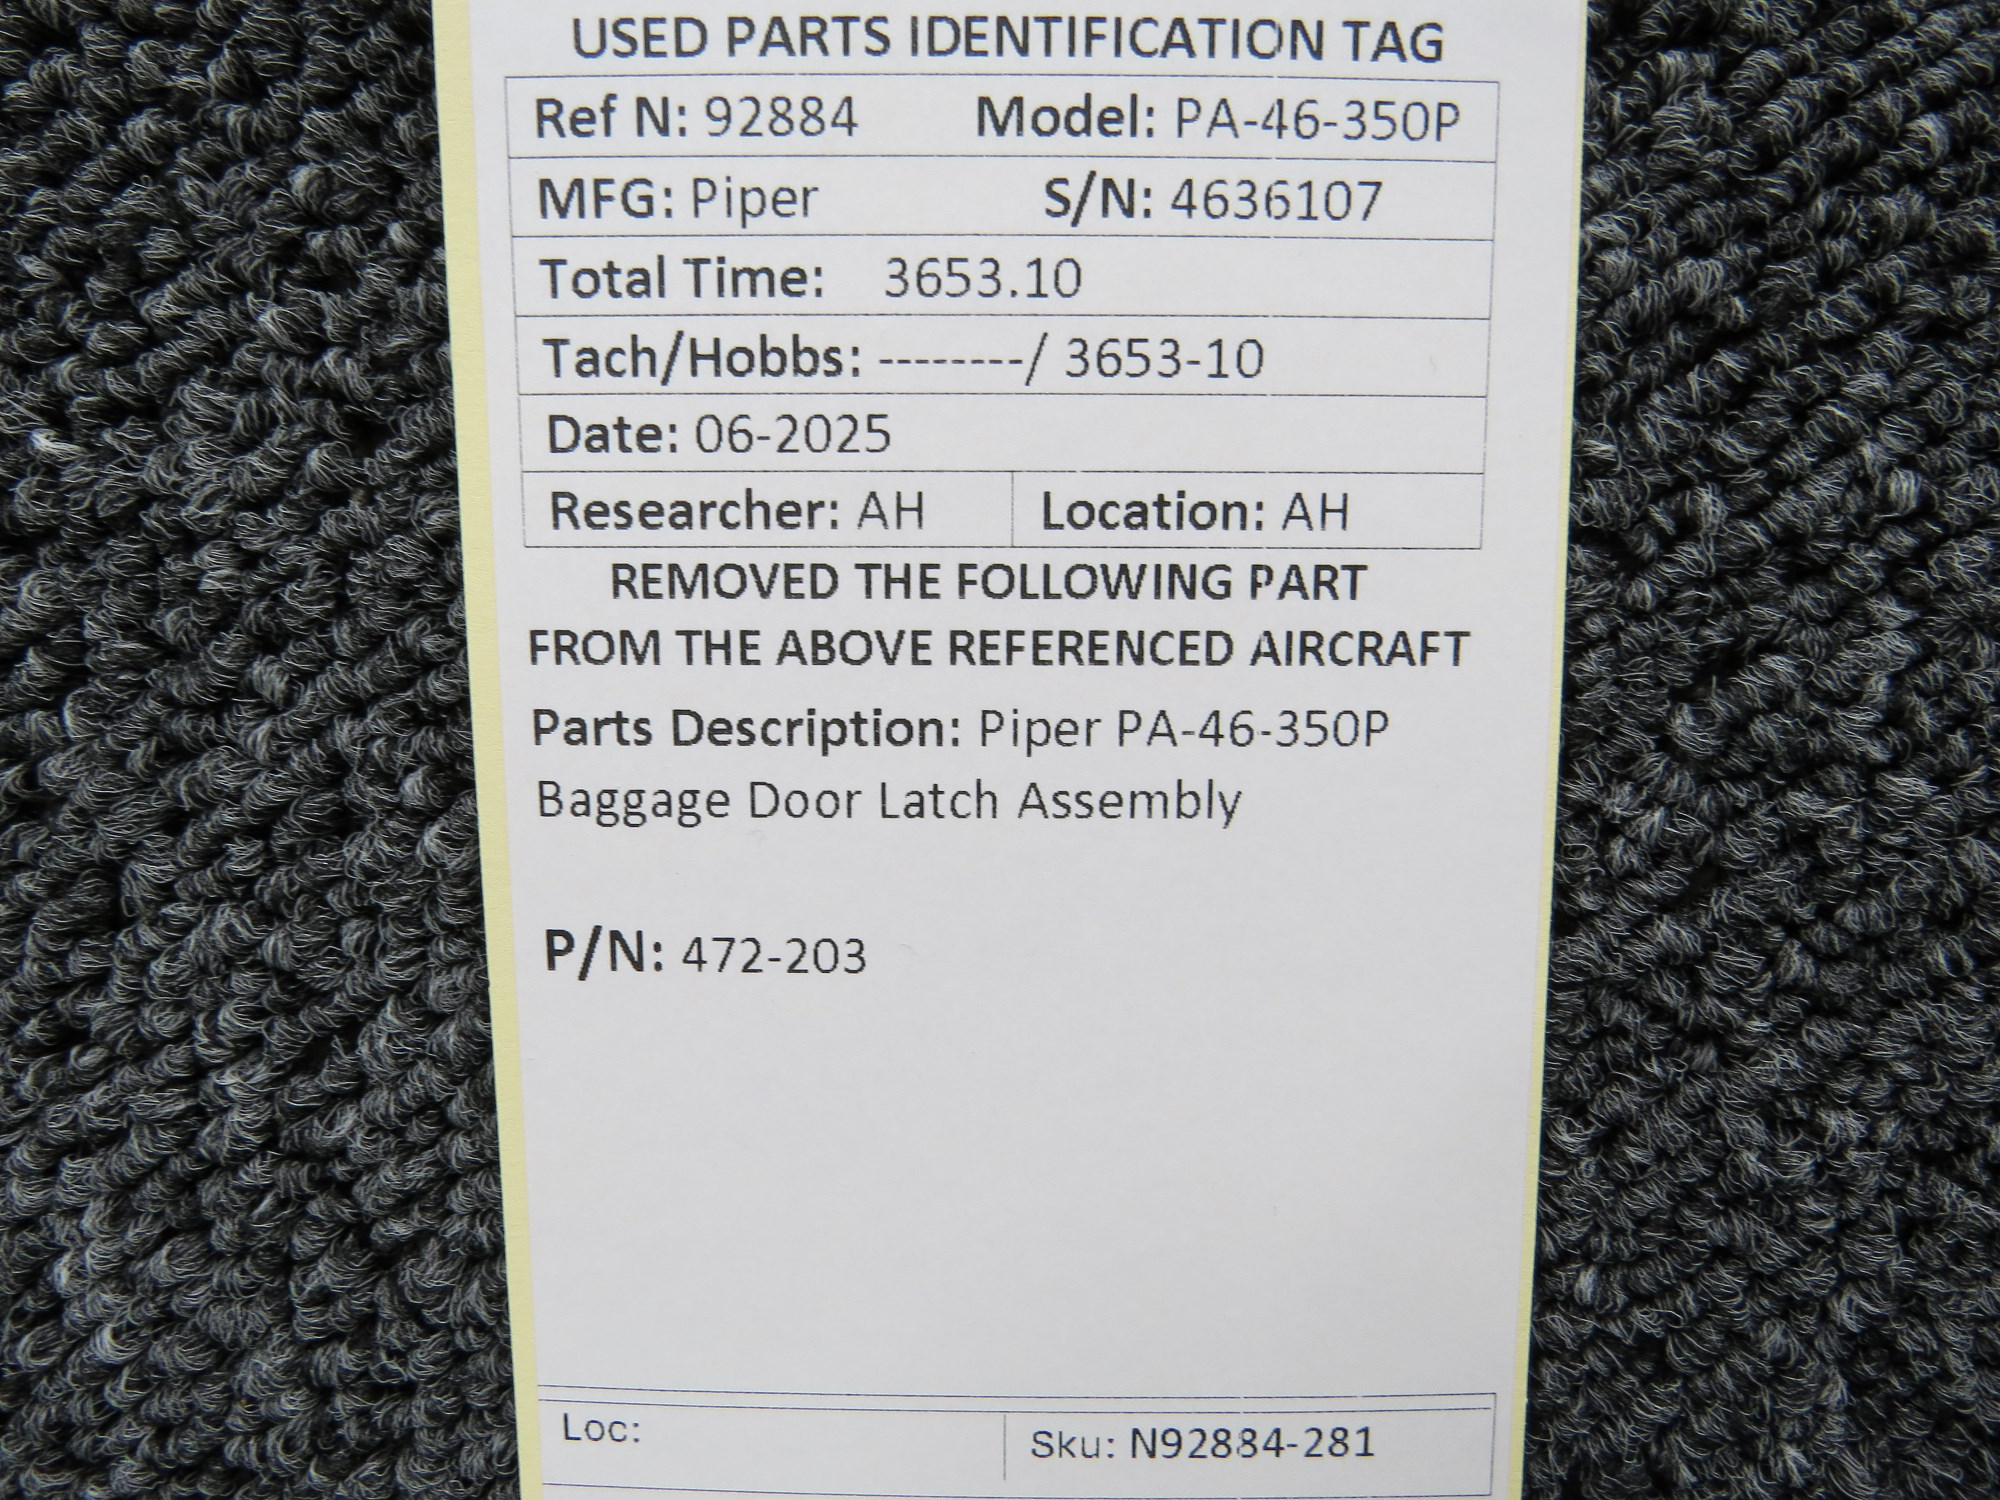 USED PARTS IDENTIFICATION TAG
Ref N: 92884 Model: PA-46-350P
MFG: Piper S/N: 4636107
Total Time: 3653.10
Tach/Hobbs: --------/ 3653-10
Date: 06-2025
Researcher: AH Location: AH
REMOVED THE FOLLOWING PART
FROM THE ABOVE REFERENCED AIRCRAFT
Parts Description: Piper PA-46-350P
Baggage Door Latch Assembly
P/N: 472-203
Loc: Sku: N92884-281